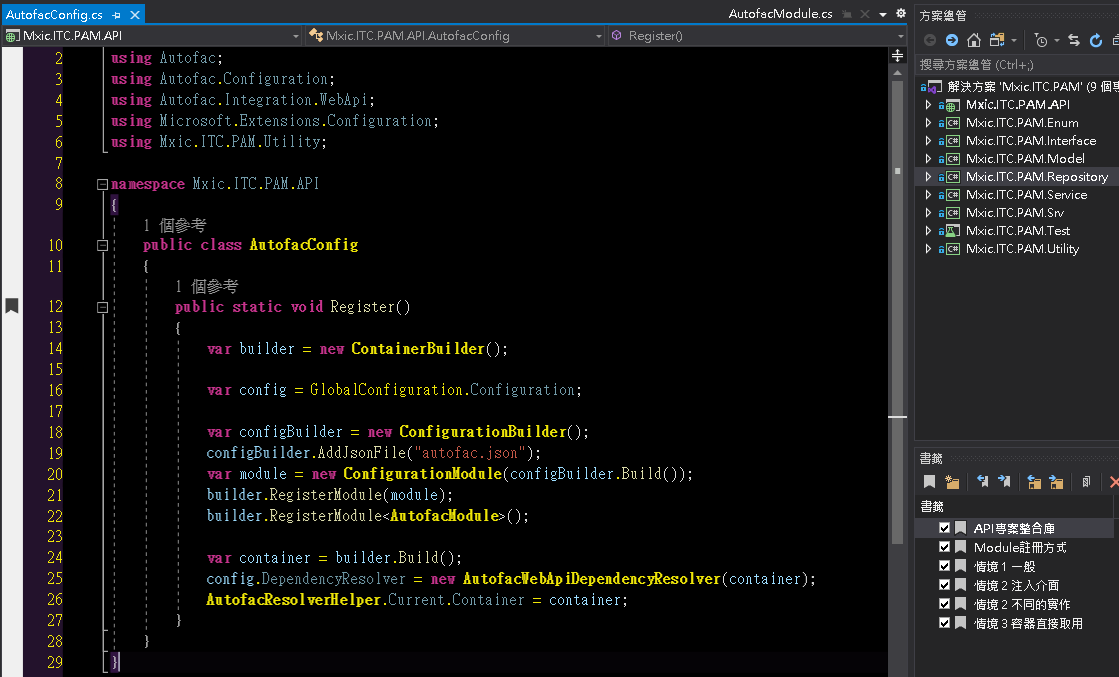 AutofacConfig.cs
AutofacModule.cs
Mxic.ITC.PAM.API
Mxic.ITC.PAM.API.AutofacConfig
Register()
2 using Autofac;
3 using Autofac.Configuration;
4 using Autofac.Integration.WebApi;
5 using Microsoft.Extensions.Configuration;
6 using Mxic.ITC.PAM.Utility;
7
8 namespace Mxic.ITC.PAM.API
9 {
1 個參考
10 public class AutofacConfig
11 {
1 個參考
12 public static void Register()
13 {
14 var builder = new ContainerBuilder();
15
16 var config = GlobalConfiguration.Configuration;
17
18 var configBuilder = new ConfigurationBuilder();
19 configBuilder.AddJsonFile("autofac.json");
20 var module = new ConfigurationModule(configBuilder.Build());
21 builder.RegisterModule(module);
22 builder.RegisterModule<AutofacModule>();
23
24 var container = builder.Build();
25 config.DependencyResolver = new AutofacWebApiDependencyResolver(container);
26 AutofacResolverHelper.Current.Container = container;
27 }
28 }
29 }
方案總管
搜尋方案總管 (Ctrl+;)
解決方案 'Mxic.ITC.PAM' (9 個
Mxic.ITC.PAM.API
Mxic.ITC.PAM.Enum
Mxic.ITC.PAM.Interface
Mxic.ITC.PAM.Model
Mxic.ITC.PAM.Repository
Mxic.ITC.PAM.Service
Mxic.ITC.PAM.Srv
Mxic.ITC.PAM.Test
Mxic.ITC.PAM.Utility
書籤
書籤
API專案整合庫
Module註冊方式
情境 1 一般
情境 2 注入介面
情境 2 不同的實作
情境 3 容器直接取用